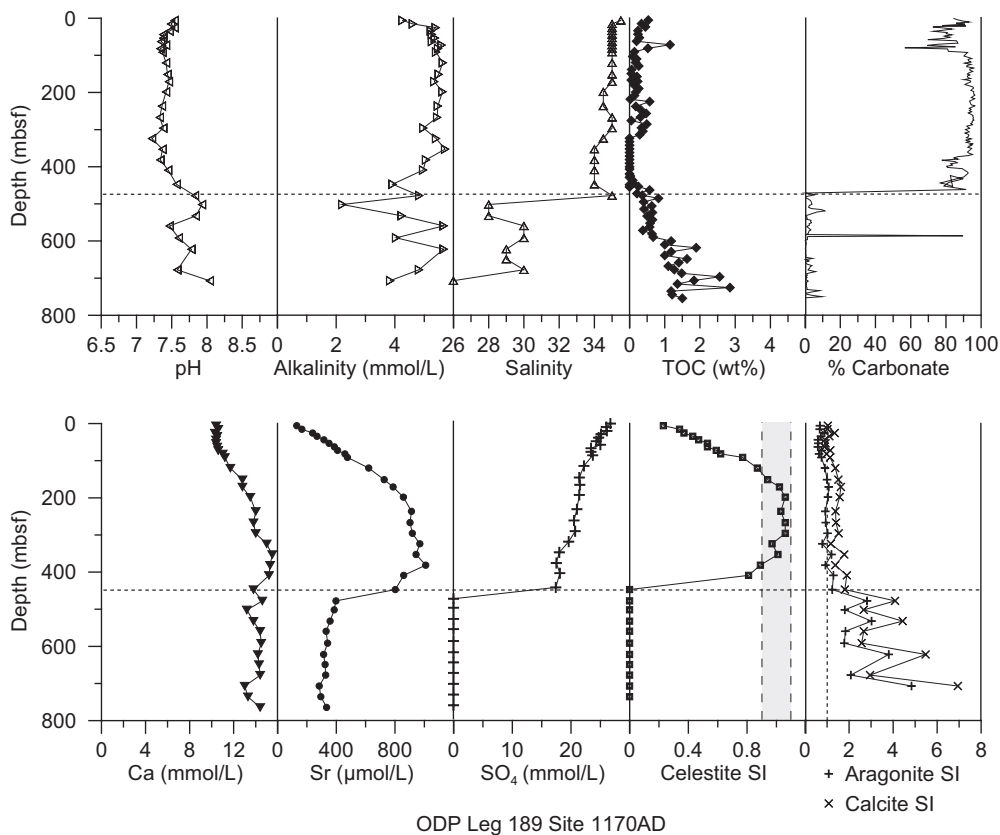 0
200
400
600
800
Depth (mbsf)
6.5 7 7.5 8 8.5
0 2 4
26 28 30 32 34
0 1 2 3 4
0 20 60 100
pH
Alkalinity (mmol/L)
Salinity
TOC (wt%)
% Carbonate
0
200
400
600
800
Depth (mbsf)
0 4 8 12
0 400 800
0 10 20
0 0.4 0.8
0 2 4 6 8
Ca (mmol/L)
Sr (µmol/L)
SO4 (mmol/L)
Celestite SI
+ Aragonite SI
× Calcite SI
ODP Leg 189 Site 1170AD